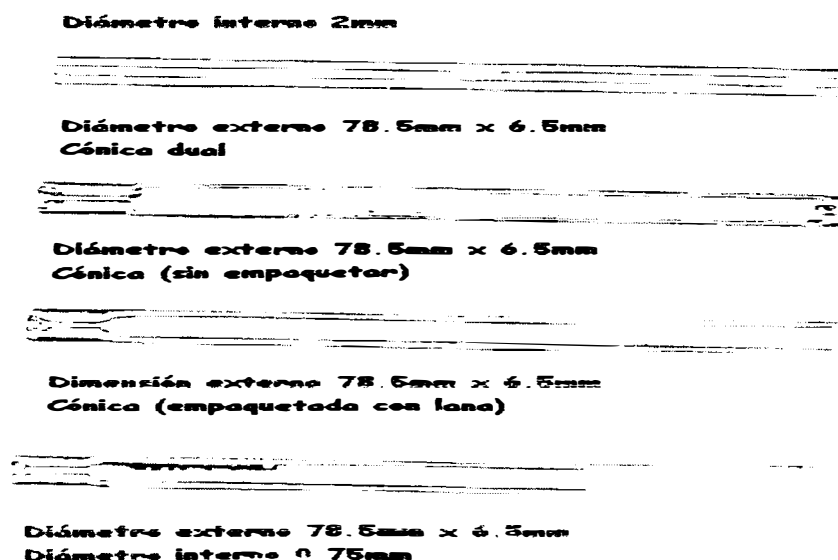 Diámetro interno 2mm
Diámetro externo 78.5mm x 6.5mm
Cónica dual
Diámetro externo 78.5mm x 6.5mm
Cónica (sin empaquetar)
Dimensión externa 78.5mm x 6.5mm
Cónica (empaquetada con lana)
Diámetro externo 78.5mm x 6.5mm
Diámetro interno 0.75mm